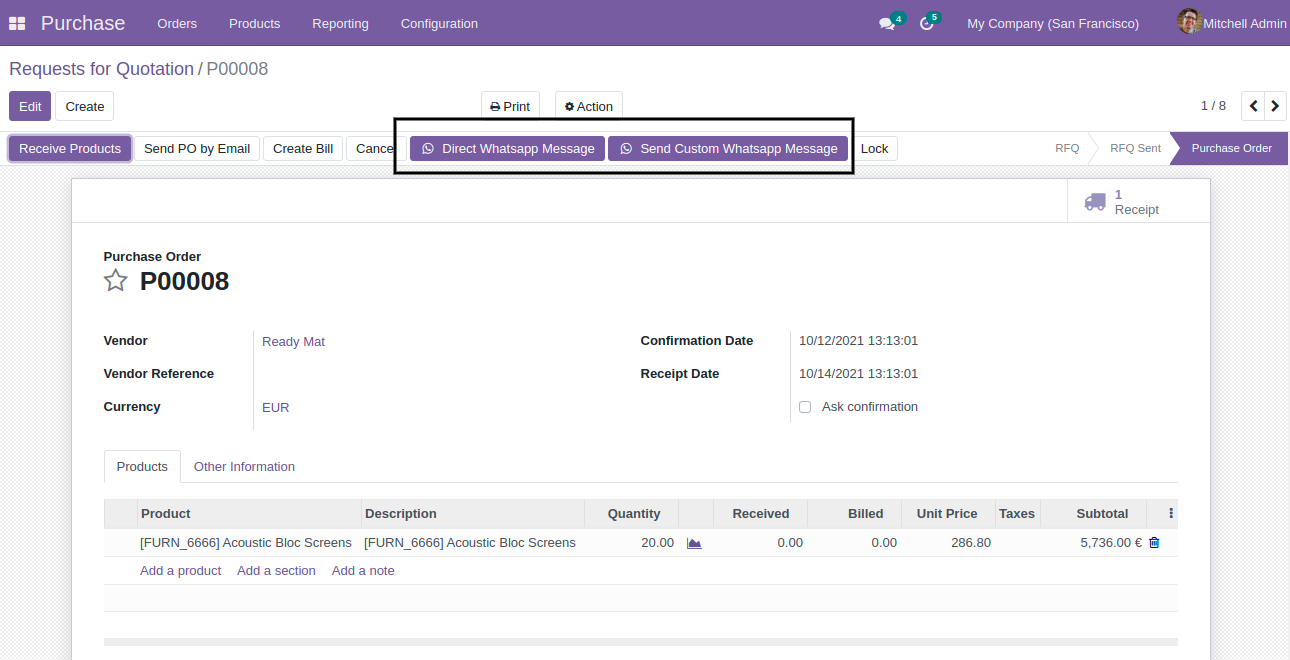 Purchase Orders Products Reporting Configuration 4 5 My Company (San Francisco) Mitchell Admin
Requests for Quotation / P00008
Edit Create Print Action 1 / 8
Receive Products Send PO by Email Create Bill Cance Direct Whatsapp Message Send Custom Whatsapp Message Lock RFQ RFQ Sent Purchase Order
1
Receipt
Purchase Order
P00008
Vendor Ready Mat Confirmation Date 10/12/2021 13:13:01
Vendor Reference Receipt Date 10/14/2021 13:13:01
Currency EUR Ask confirmation
Products Other Information
Product Description Quantity Received Billed Unit Price Taxes Subtotal
[FURN_6666] Acoustic Bloc Screens [FURN_6666] Acoustic Bloc Screens 20.00 0.00 0.00 286.80 5,736.00 €
Add a product Add a section Add a note